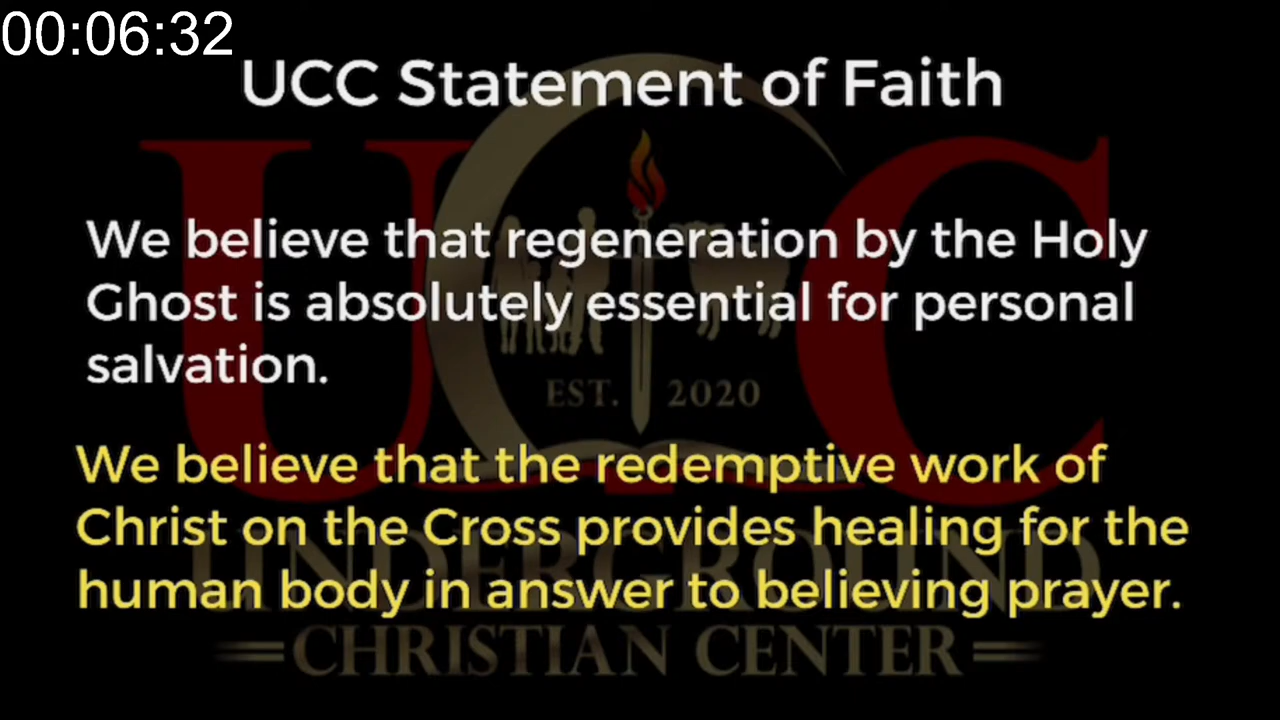 00:06:32
UCC Statement of Faith
We believe that regeneration by the Holy
Ghost is absolutely essential for personal
salvation.
EST. 2020
We believe that the redemptive work of
Christ on the Cross provides healing for the
human body in answer to believing prayer.
UCC
UNDERGROUND
CHRISTIAN CENTER